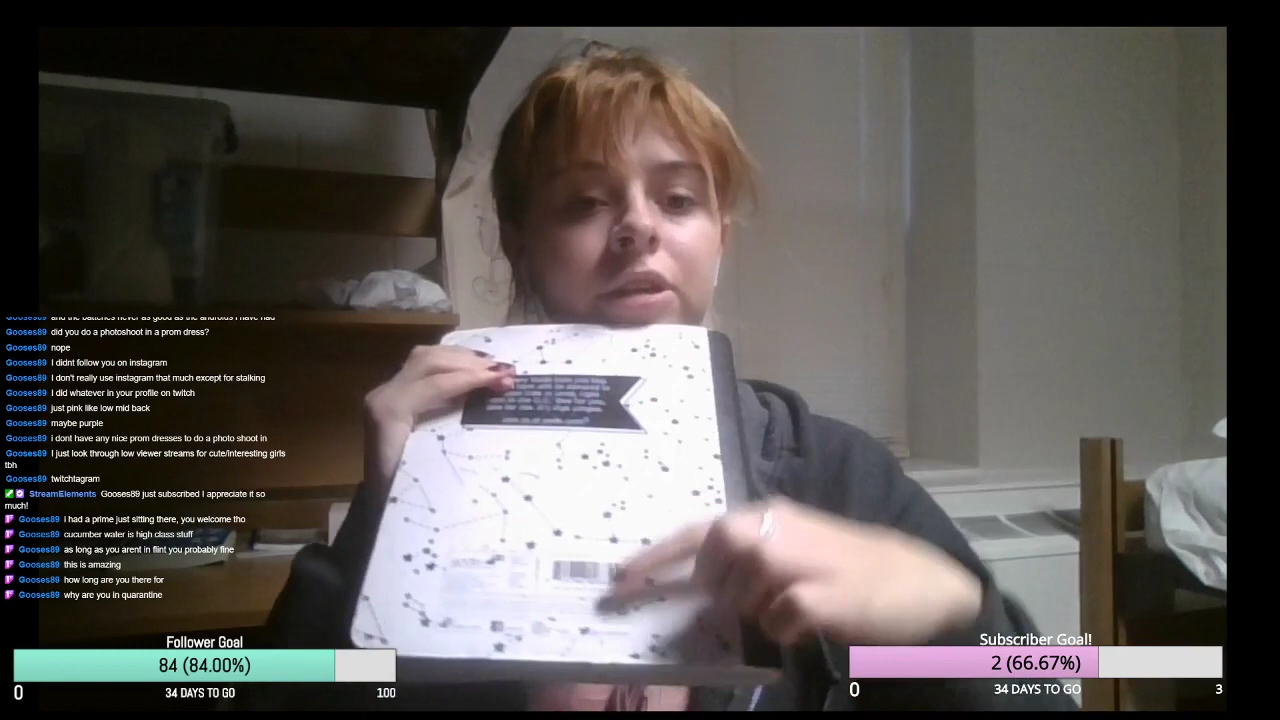 Gooses89 and the batteries never as good as the androids i have had
Gooses89 did you do a photoshoot in a prom dress?
Gooses89 nope
Gooses89 I didnt follow you on instagram
Gooses89 I don't really use instagram that much except for stalking
Gooses89 I did whatever in your profile on twitch
Gooses89 just pink like low mid back
Gooses89 maybe purple
Gooses89 i dont have any nice prom dresses to do a photo shoot in
Gooses89 I just look through low viewer streams for cute/interesting girls
tbh
Gooses89 twitchtagram
StreamElements Gooses89 just subscribed I appreciate it so
much!
Gooses89 i had a prime just sitting there, you welcome tho
Gooses89 cucumber water is high class stuff
Gooses89 as long as you arent in flint you probably fine
Gooses89 this is amazing
Gooses89 how long are you there for
Gooses89 why are you in quarantine
Follower Goal
84 (84.00%)
0 34 DAYS TO GO 100
Subscriber Goal!
2 (66.67%)
0 34 DAYS TO GO 3